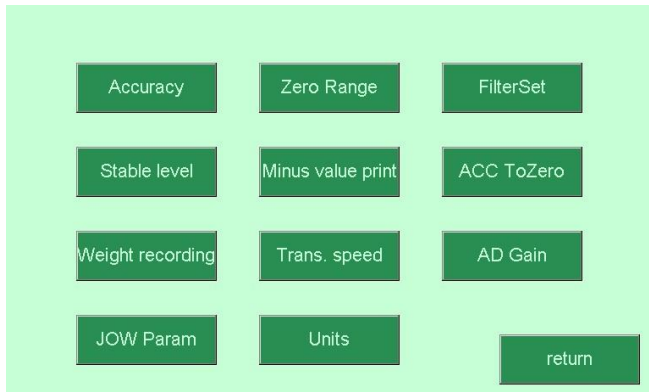 Accuracy
Zero Range
FilterSet
Stable level
Minus value print
ACC ToZero
Weight recording
Trans. speed
AD Gain
JOW Param
Units
return